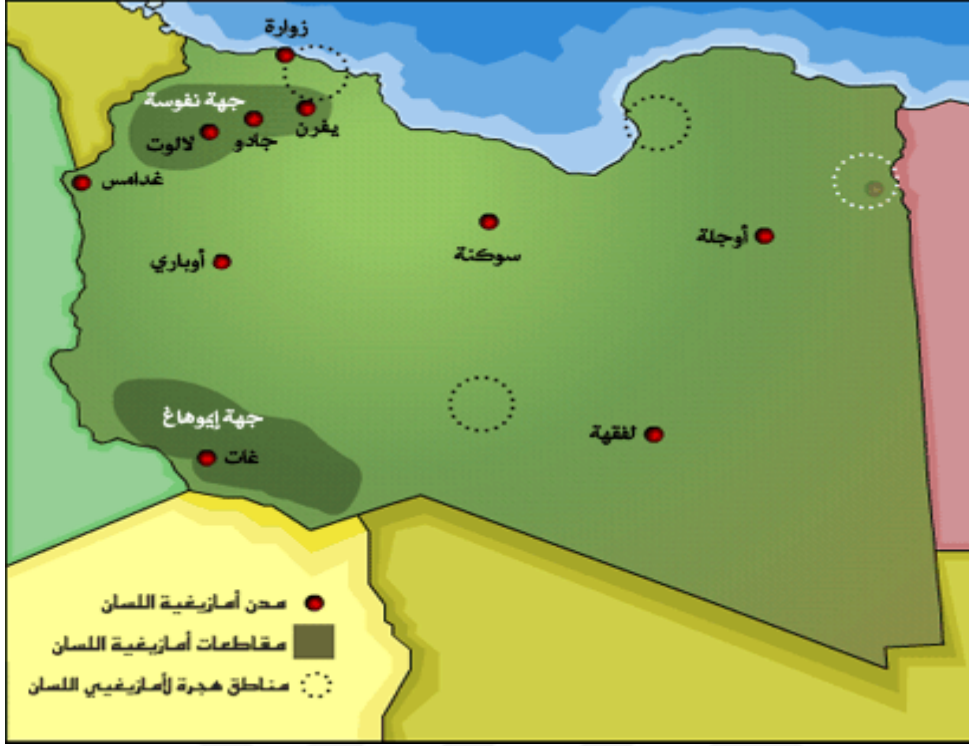 زوارة
جهة نفوسة
يفرن
جادو
لالوت
غدامس
أوجلة
سوكنة
أوباري
جهة إيموهاغ
لفقهة
غات
مدن أمازيغية اللسان
مقاطعات أمازيغية اللسان
مناطق هجرة لأمازيغيي اللسان